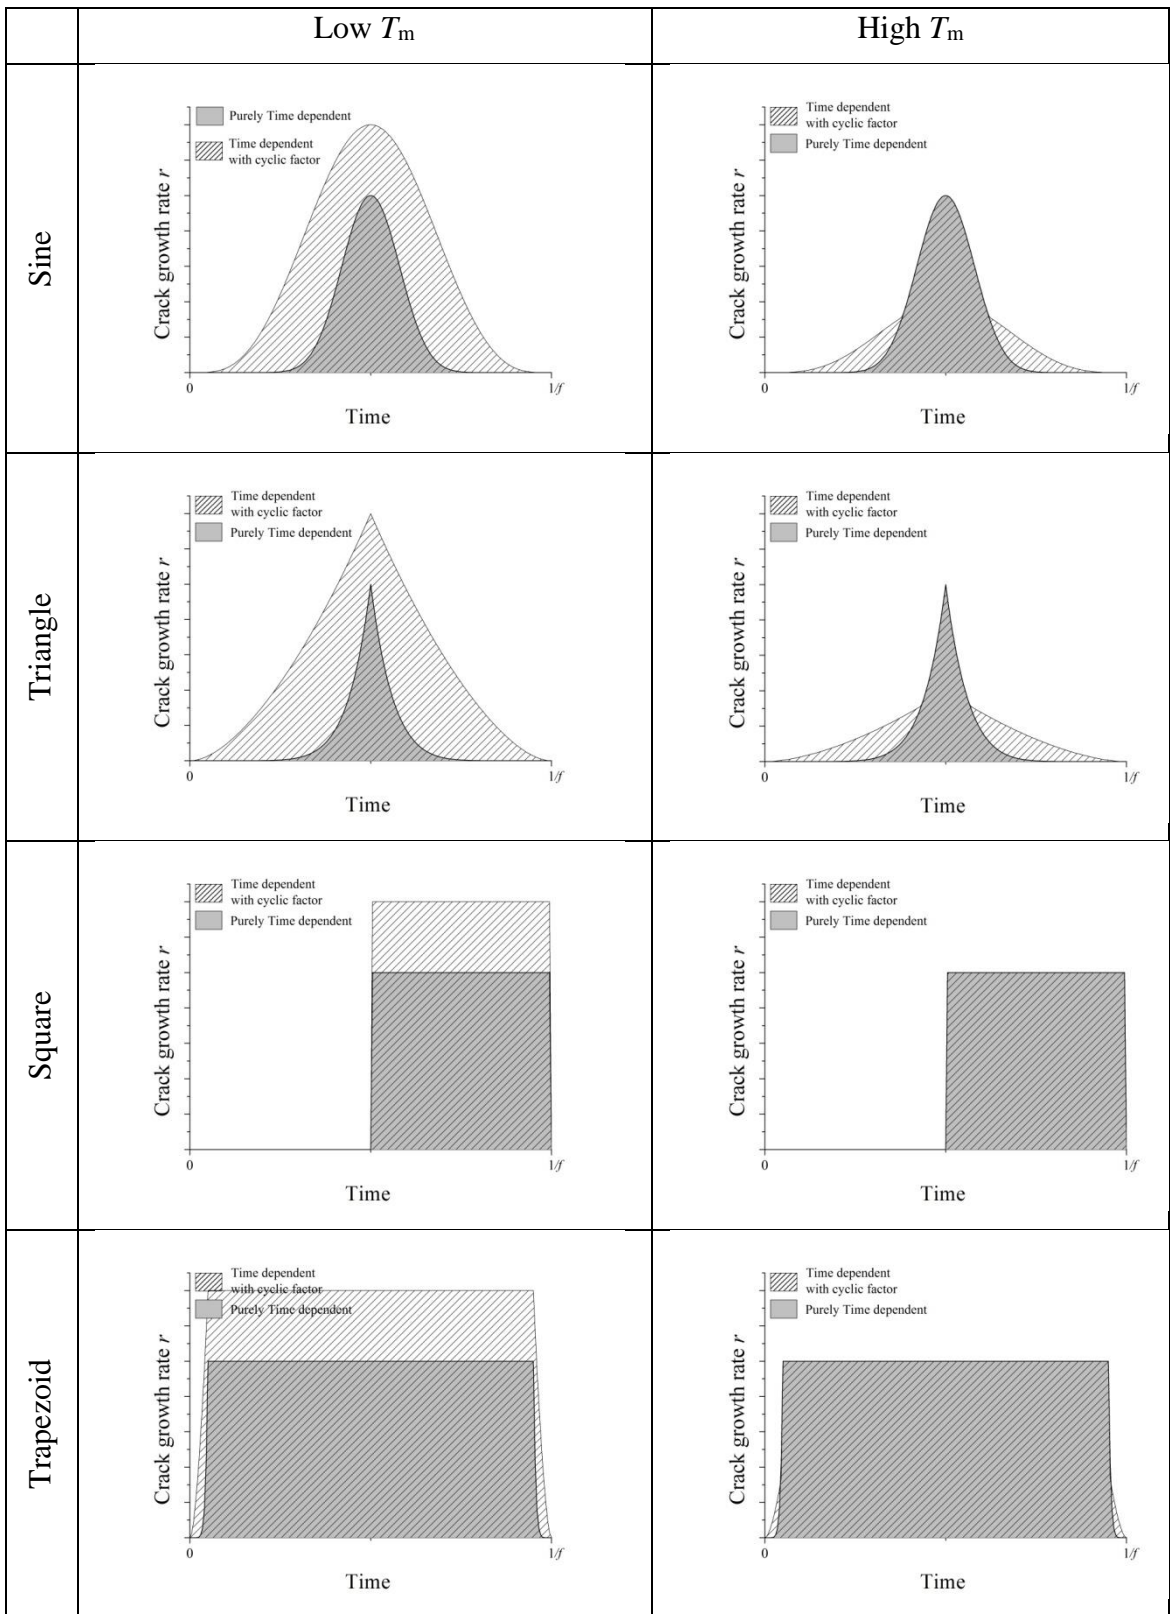 Low Tm
High Tm
Sine
Purely Time dependent
Time dependent
with cyclic factor
Crack growth rate r
0
1/f
Time
Time dependent
with cyclic factor
Purely Time dependent
Crack growth rate r
0
1/f
Time
Triangle
Time dependent
with cyclic factor
Purely Time dependent
Crack growth rate r
0
1/f
Time
Time dependent
with cyclic factor
Purely Time dependent
Crack growth rate r
0
1/f
Time
Square
Time dependent
with cyclic factor
Purely Time dependent
Crack growth rate r
0
1/f
Time
Time dependent
with cyclic factor
Purely Time dependent
Crack growth rate r
0
1/f
Time
Trapezoid
Time dependent
with cyclic factor
Purely Time dependent
Crack growth rate r
0
1/f
Time
Time dependent
with cyclic factor
Purely Time dependent
Crack growth rate r
0
1/f
Time